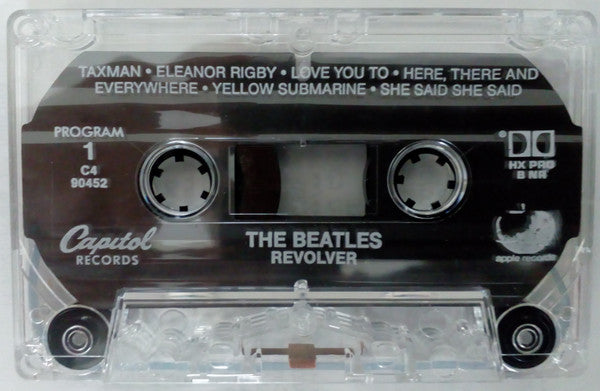 TAXMAN • ELEANOR RIGBY • LOVE YOU TO • HERE, THERE AND
EVERYWHERE • YELLOW SUBMARINE • SHE SAID SHE SAID
PROGRAM
1
C4
90452
HX PRO
B NR
Capitol
RECORDS
THE BEATLES
REVOLVER
apple records